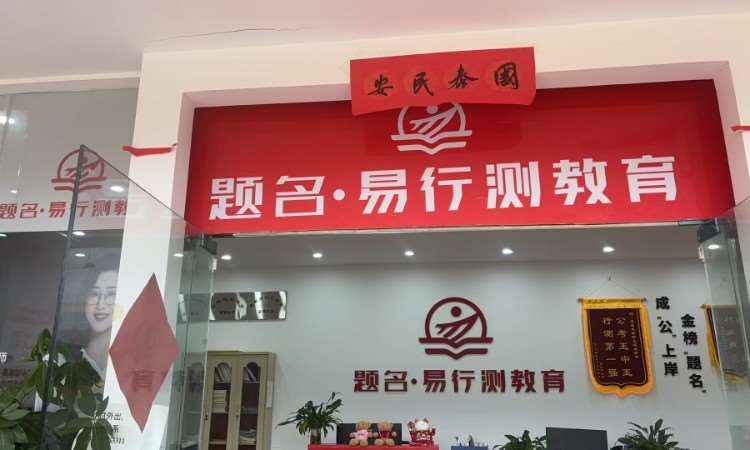 安民泰國
题名·易行测教育
题名·易行测教
题名·易行测教育
公考王中王
行测第一强
成“公”上岸
金榜“题名”
师